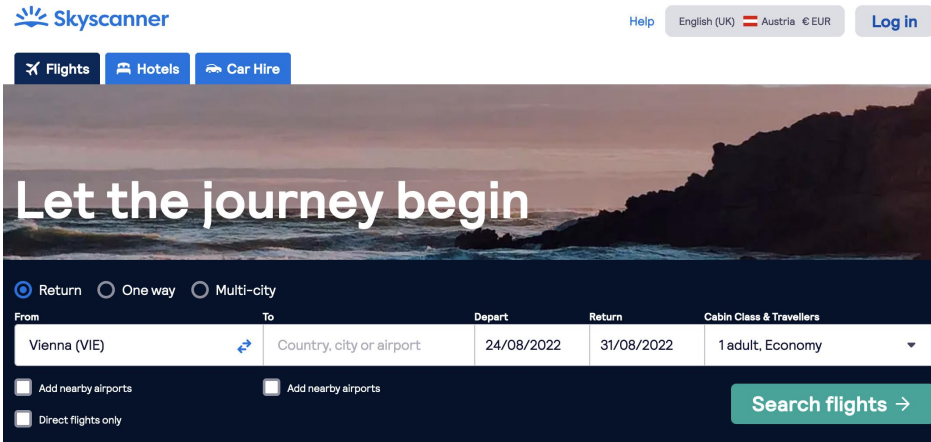 Skyscanner
Help English (UK) Austria € EUR Log in
Flights Hotels Car Hire
Let the journey begin
Return One way Multi-city
From To Depart Return Cabin Class & Travellers
Vienna (VIE) Country, city or airport 24/08/2022 31/08/2022 1 adult, Economy
Add nearby airports Add nearby airports
Search flights →
Direct flights only